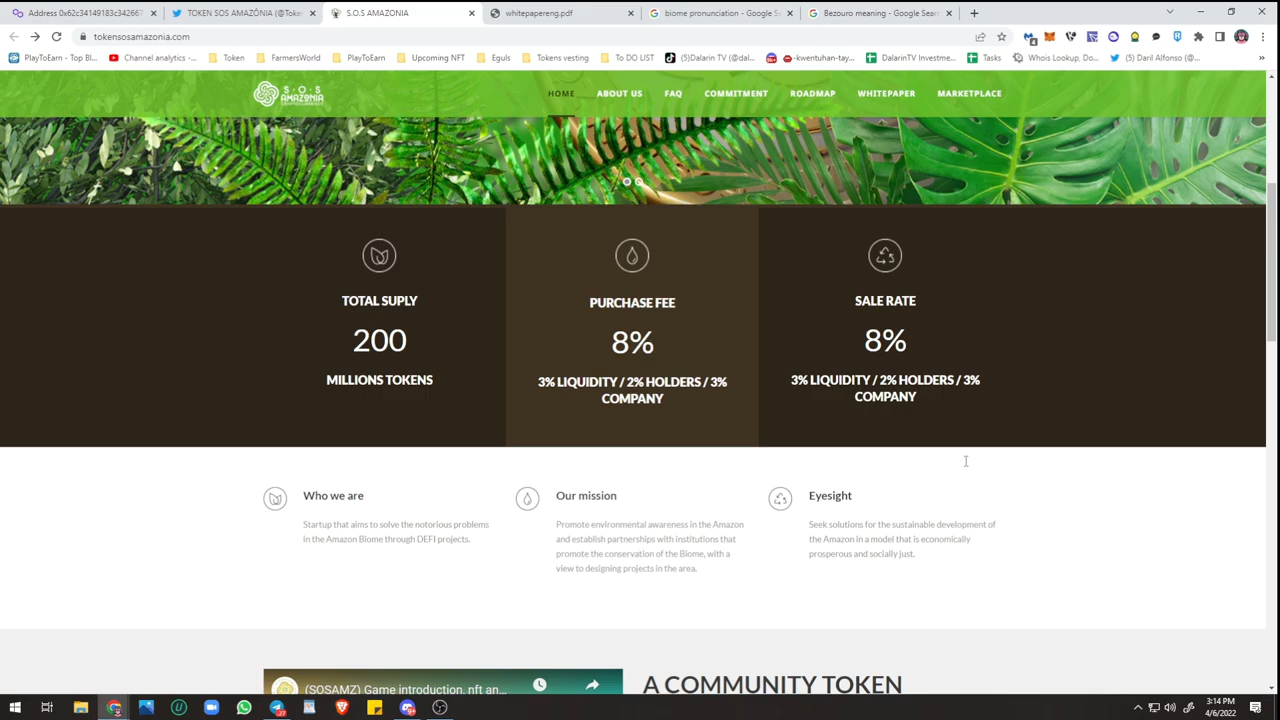 Address 0x62c34149183c342667
TOKEN SOS AMAZÔNIA (@Toke
S.O.S AMAZONIA
whitepapereng.pdf
biome pronunciation - Google S
Bezouro meaning - Google Sear
tokensosamazonia.com
4
PlayToEarn - Top Bl...
Channel analytics -...
Token
FarmersWorld
PlayToEarn
Upcoming NFT
Eguls
Tokens vesting
To DO LIST
(5)Dalarin TV (@dal...
-kwentuhan-tay...
DalarinTV Investme...
Tasks
Whois Lookup, Do...
(5) Daril Alfonso (@...
S.O.S
AMAZONIA
HOME
ABOUT US
FAQ
COMMITMENT
ROADMAP
WHITEPAPER
MARKETPLACE
TOTAL SUPLY
200
MILLIONS TOKENS
PURCHASE FEE
8%
3% LIQUIDITY / 2% HOLDERS / 3%
COMPANY
SALE RATE
8%
3% LIQUIDITY / 2% HOLDERS / 3%
COMPANY
Who we are
Startup that aims to solve the notorious problems
in the Amazon Biome through DEFI projects.
Our mission
Promote environmental awareness in the Amazon
and establish partnerships with institutions that
promote the conservation of the Biome, with a
view to designing projects in the area.
Eyesight
Seek solutions for the sustainable development of
the Amazon in a model that is economically
prosperous and socially just.
(SOSAMZ) Game introduction, nft an...
A COMMUNITY TOKEN
3:14 PM
4/6/2022